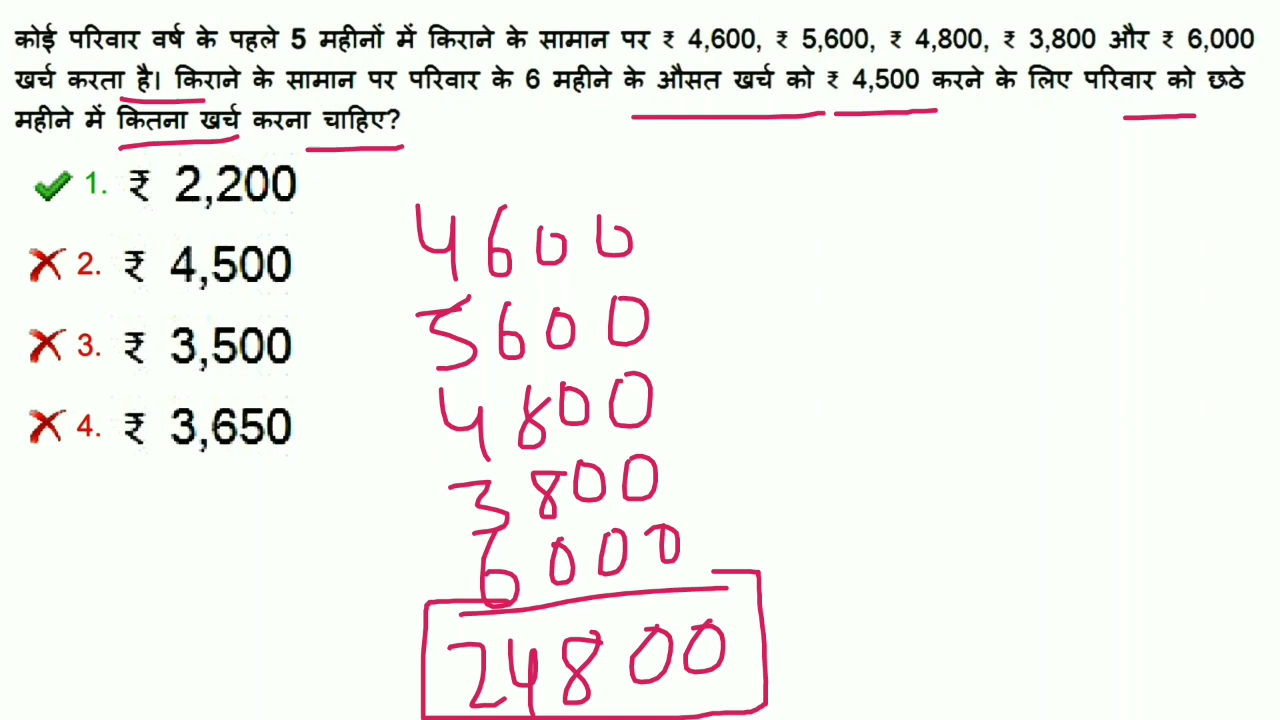 कोई परिवार वर्ष के पहले 5 महीनों में किराने के सामान पर ₹ 4,600, ₹ 5,600, ₹ 4,800, ₹ 3,800 और ₹ 6,000
खर्च करता है। किराने के सामान पर परिवार के 6 महीने के औसत खर्च को ₹ 4,500 करने के लिए परिवार को छठे
महीने में कितना खर्च करना चाहिए?
1. ₹ 2,200
2. ₹ 4,500
3. ₹ 3,500
4. ₹ 3,650
4600
5600
4800
3800
6000
24800